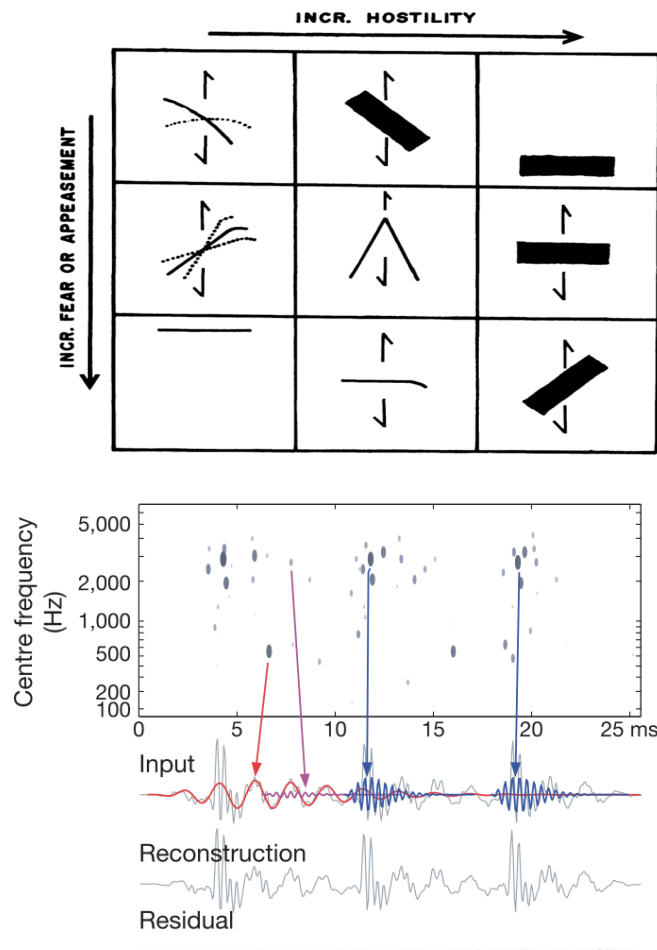 INCR. HOSTILITY
INCR. FEAR OR APPEASEMENT
Centre frequency
(Hz)
5,000
2,000
1,000
500
200
100
0 5 10 15 20 25 ms
Input
Reconstruction
Residual